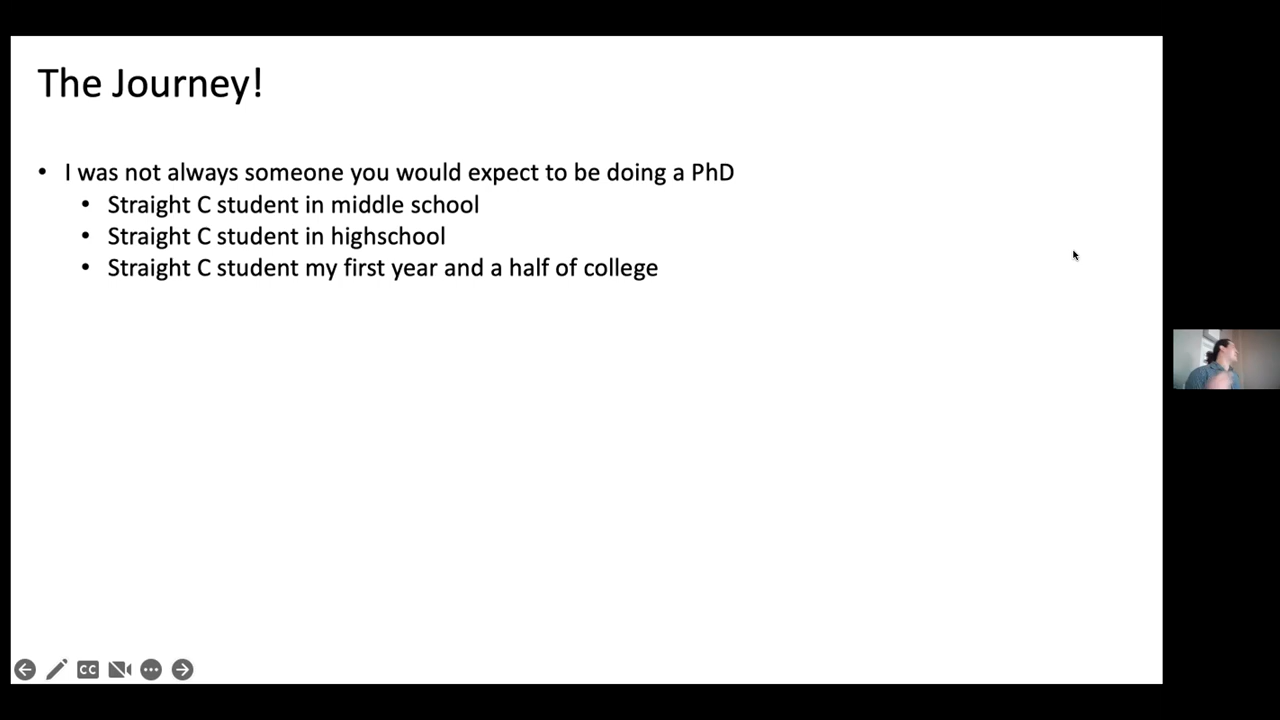 The Journey!
• I was not always someone you would expect to be doing a PhD
• Straight C student in middle school
• Straight C student in highschool
• Straight C student my first year and a half of college
CC